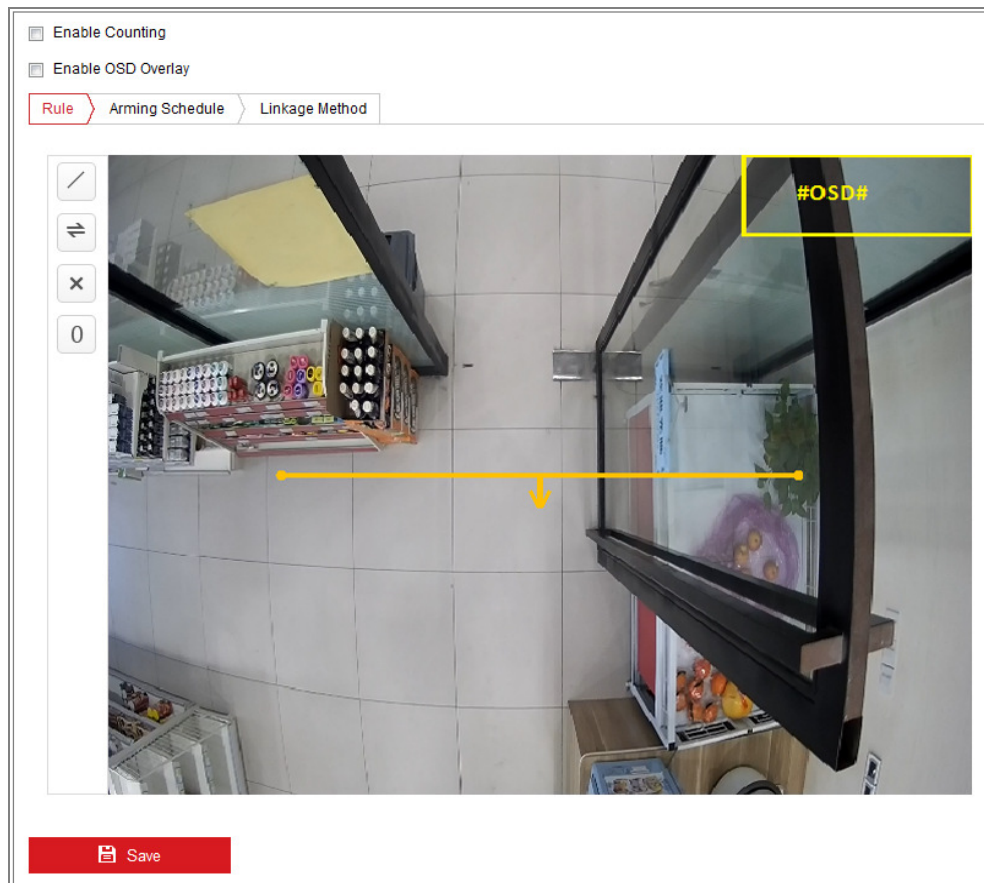 Enable Counting
Enable OSD Overlay
Rule
Arming Schedule
Linkage Method
#OSD#
0
Save